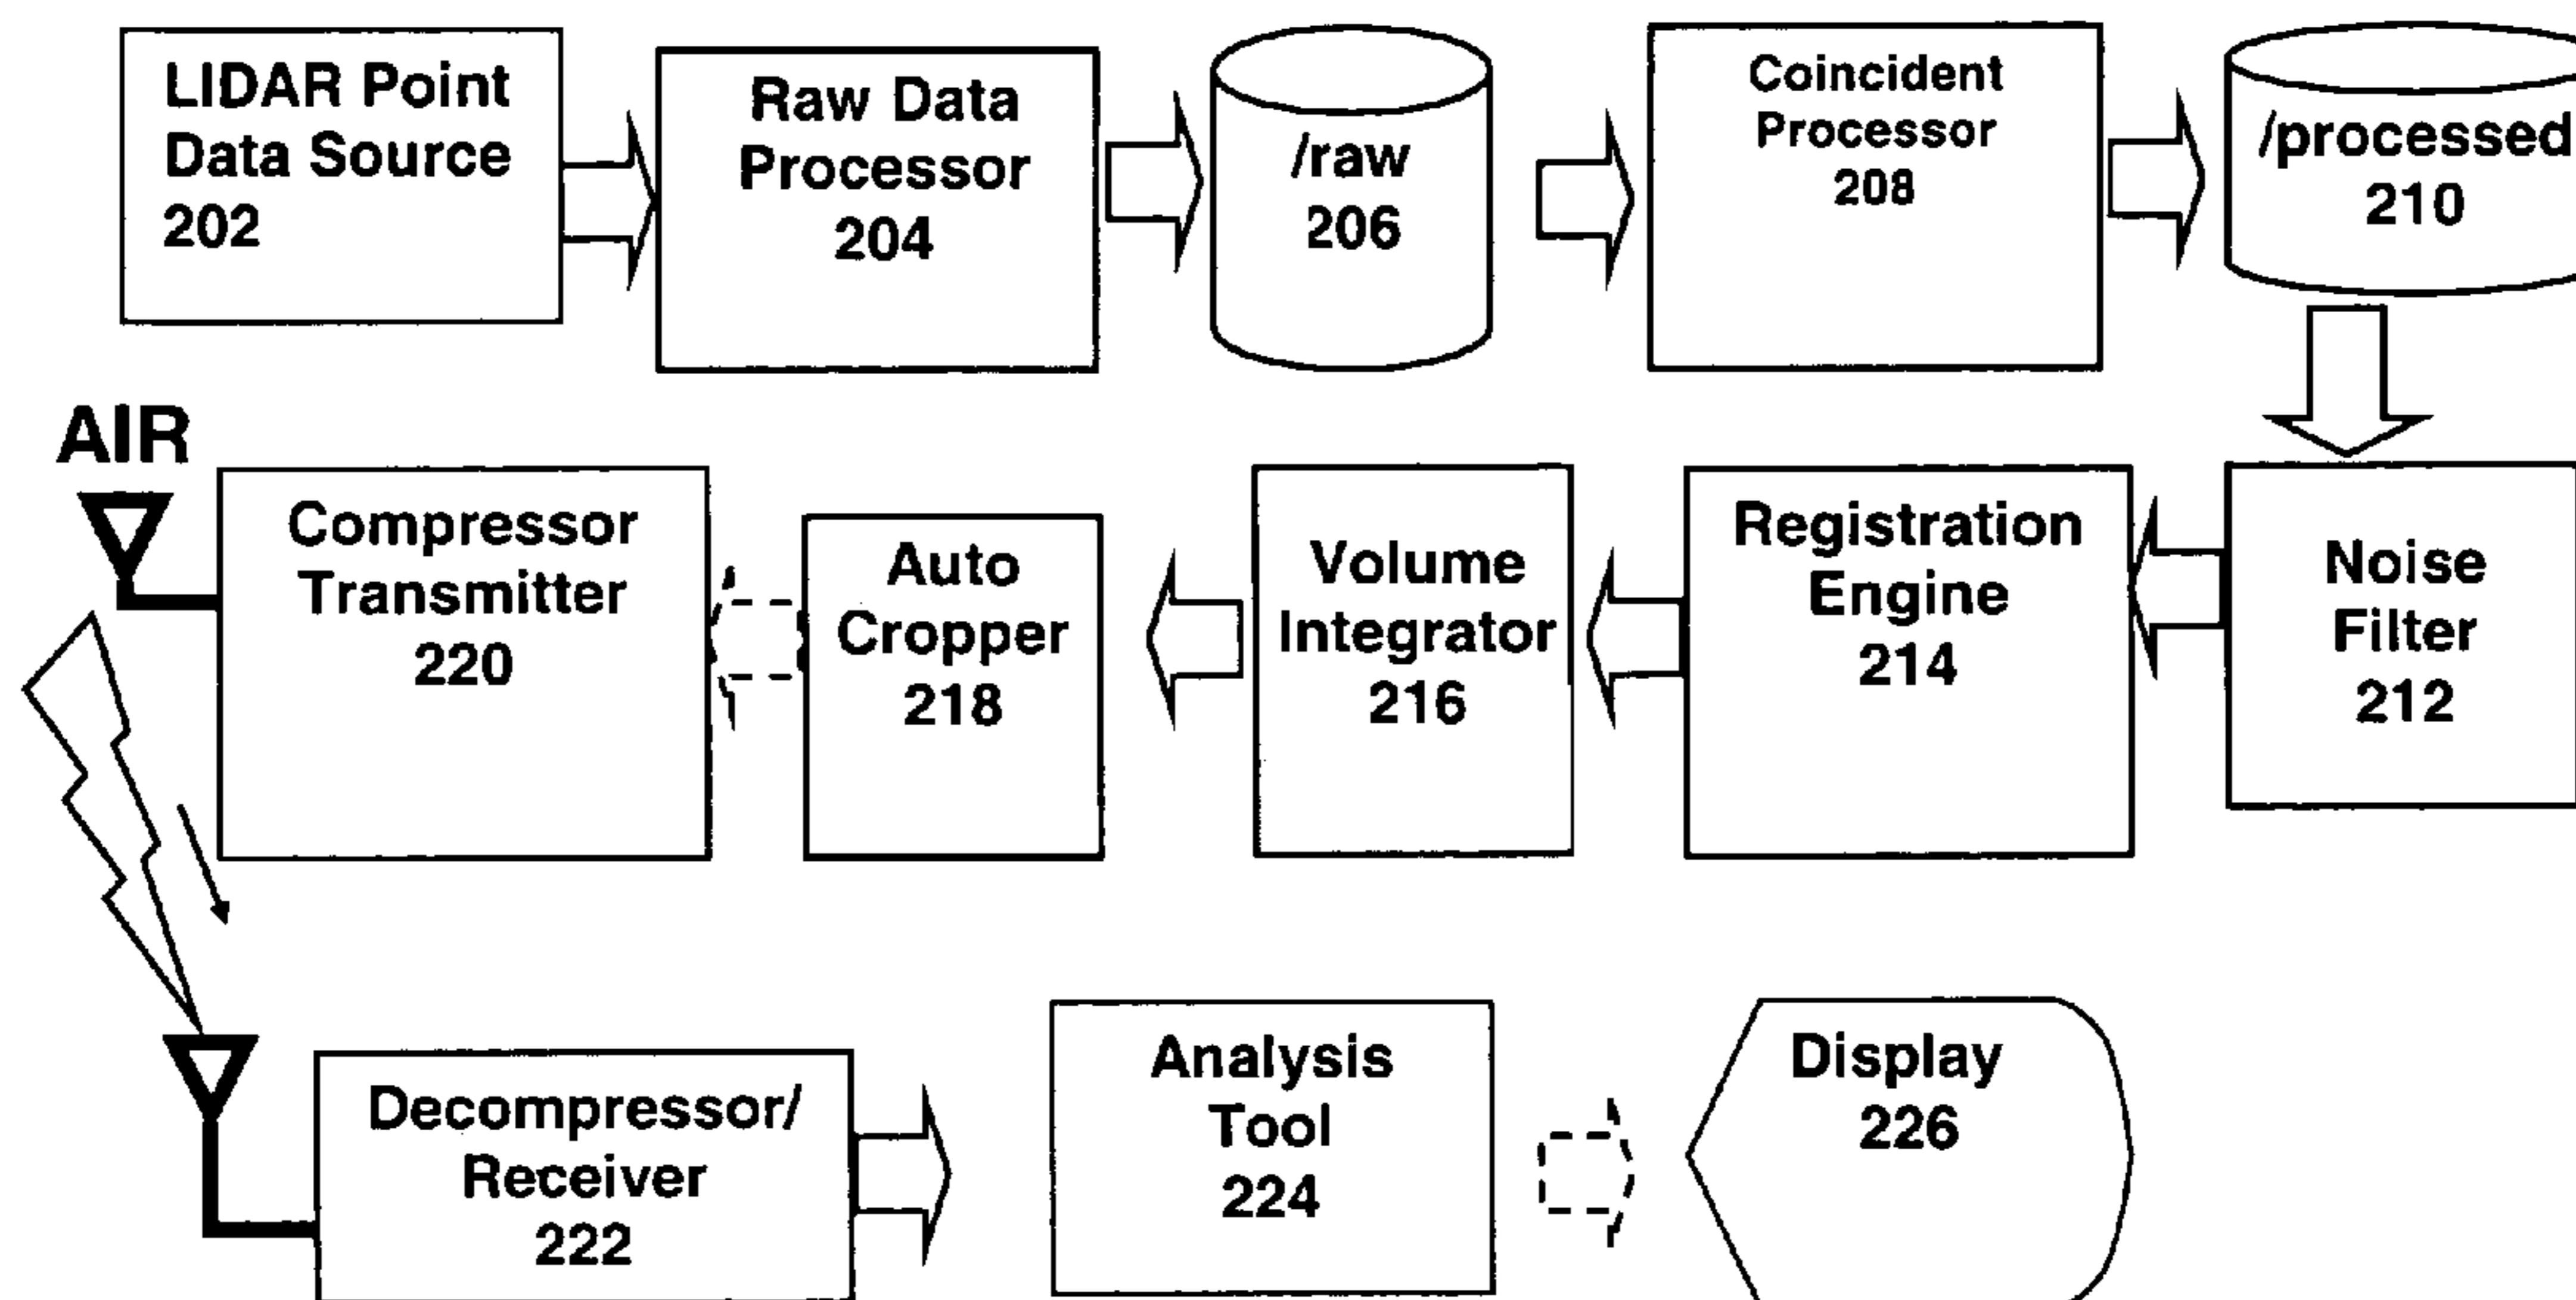 LIDAR Point
Data Source
202
Raw Data
Processor
204
/raw
206
Coincident
Processor
208
/processed
210
AIR
Compressor
Transmitter
220
Auto
Cropper
218
Volume
Integrator
216
Registration
Engine
214
Noise
Filter
212
Decompressor/
Receiver
222
Analysis
Tool
224
Display
226